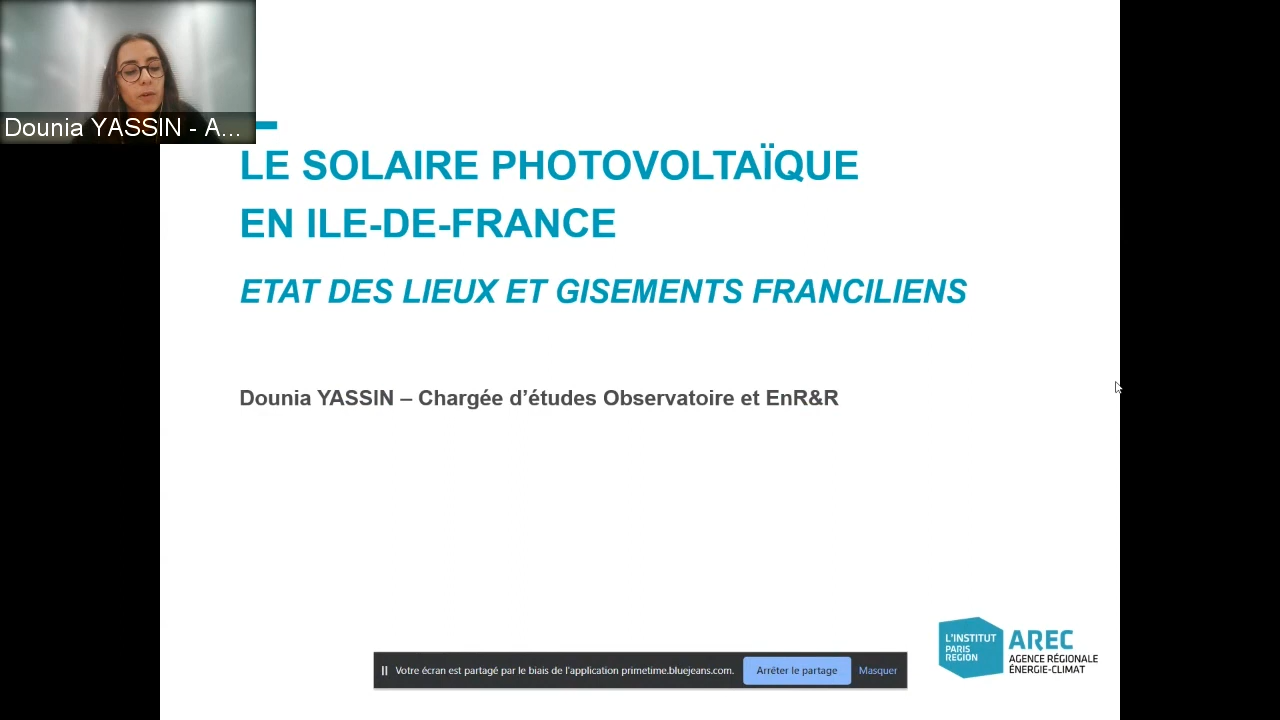 Dounia YASSIN - A...
LE SOLAIRE PHOTOVOLTAÏQUE
EN ILE-DE-FRANCE
ETAT DES LIEUX ET GISEMENTS FRANCILIENS
Dounia YASSIN – Chargée d’études Observatoire et EnR&R
L'INSTITUT
PARIS
REGION
AREC
AGENCE RÉGIONALE
ÉNERGIE-CLIMAT
Votre écran est partagé par le biais de l'application primetime.bluejeans.com.
Arrêter le partage
Masquer